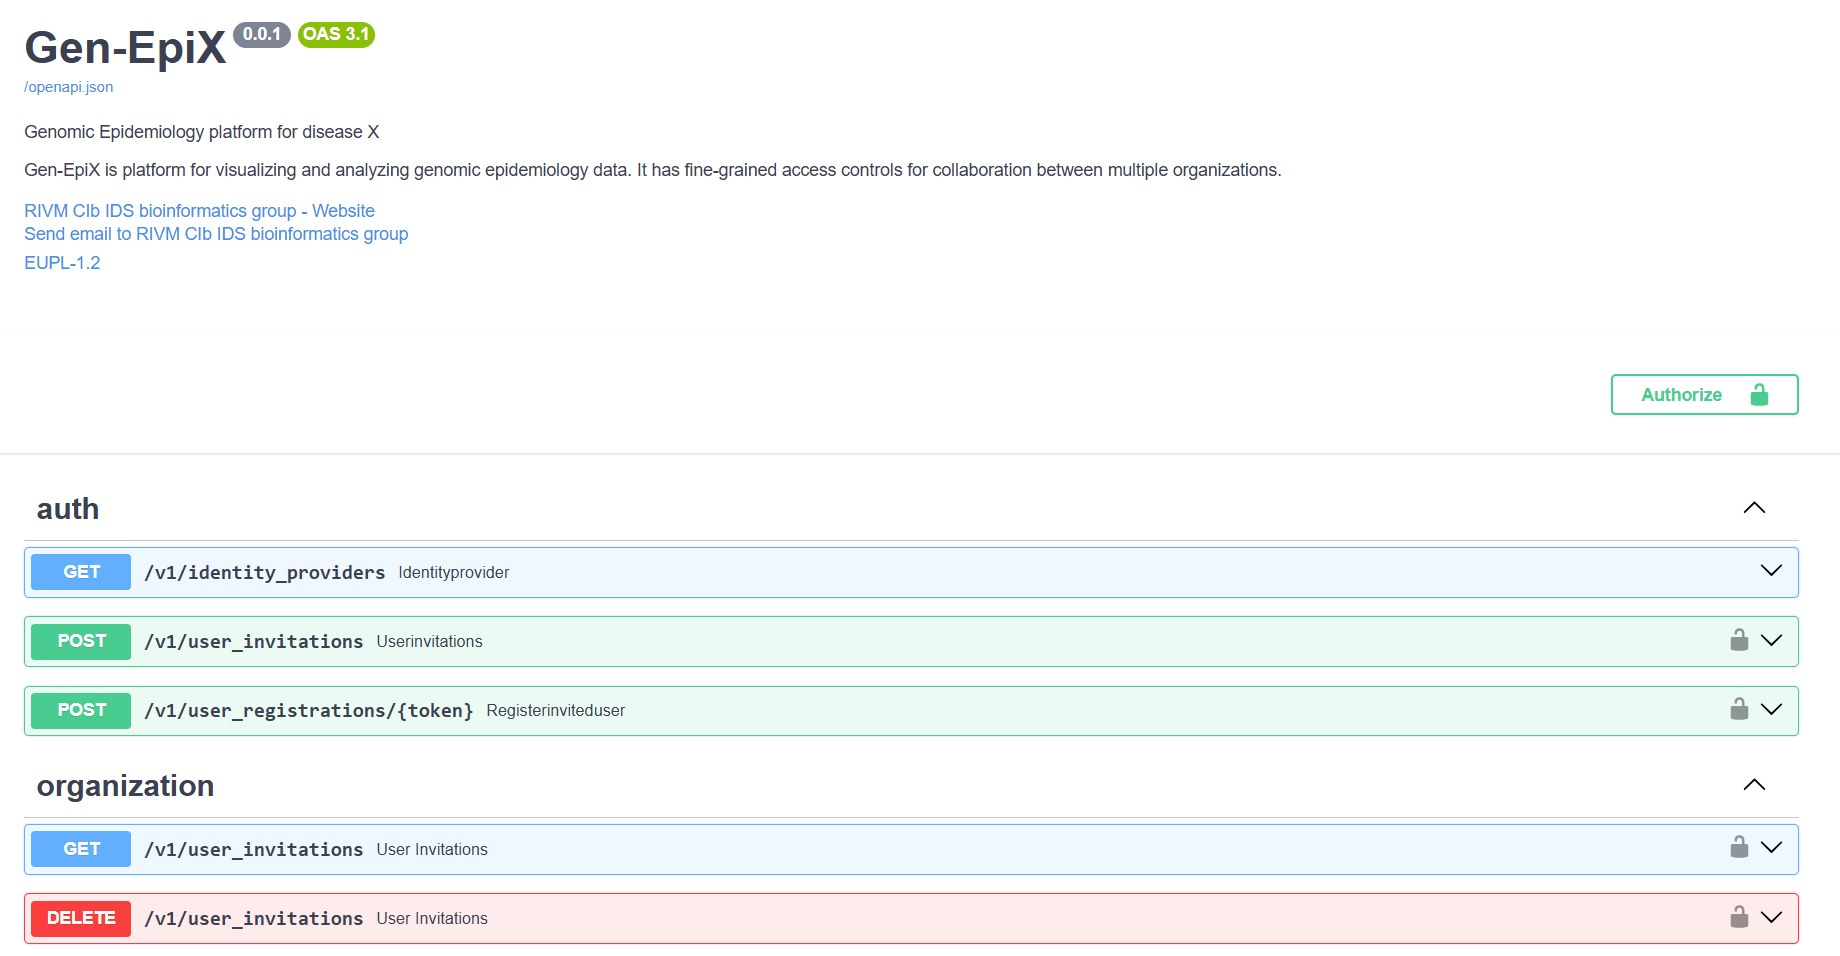 Gen-EpiX 0.0.1 OAS 3.1
/openapi.json
Genomic Epidemiology platform for disease X
Gen-EpiX is platform for visualizing and analyzing genomic epidemiology data. It has fine-grained access controls for collaboration between multiple organizations.
RIVM CIb IDS bioinformatics group - Website
Send email to RIVM CIb IDS bioinformatics group
EUPL-1.2
Authorize
auth
GET /v1/identity_providers Identityprovider
POST /v1/user_invitations Userinvitations
POST /v1/user_registrations/{token} Registerinviteduser
organization
GET /v1/user_invitations User Invitations
DELETE /v1/user_invitations User Invitations